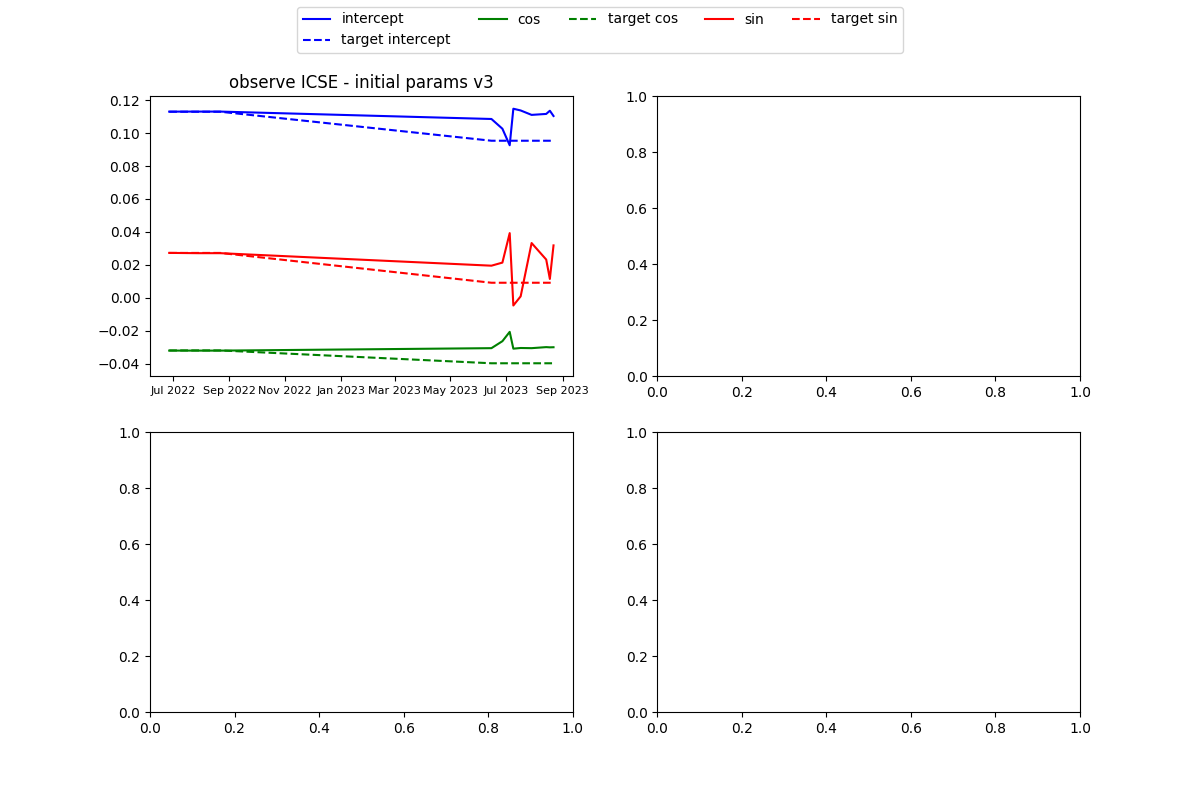 intercept
target intercept
cos
target cos
sin
target sin
observe ICSE - initial params v3
0.12
0.10
0.08
0.06
0.04
0.02
0.00
−0.02
−0.04
Jul 2022 Sep 2022 Nov 2022 Jan 2023 Mar 2023 May 2023 Jul 2023 Sep 2023
1.0
0.8
0.6
0.4
0.2
0.0
0.0 0.2 0.4 0.6 0.8 1.0
1.0
0.8
0.6
0.4
0.2
0.0
0.0 0.2 0.4 0.6 0.8 1.0
1.0
0.8
0.6
0.4
0.2
0.0
0.0 0.2 0.4 0.6 0.8 1.0